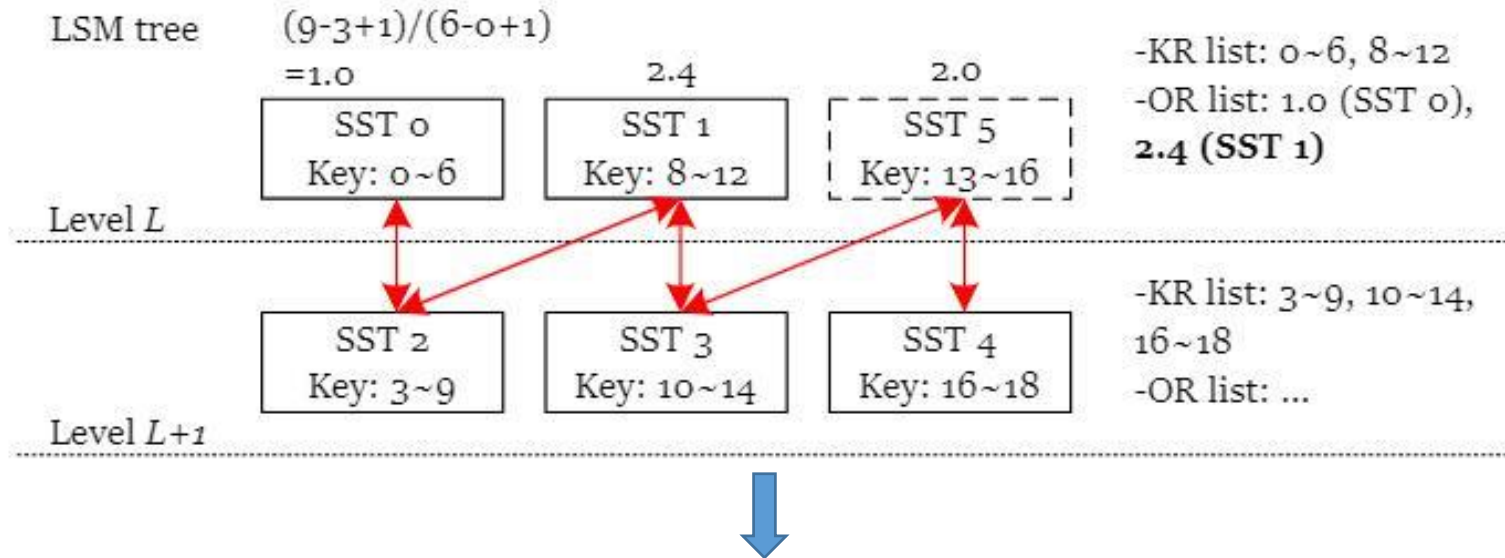 LSM tree
(9-3+1)/(6-0+1)
=1.0
2.4
2.0
SST 0
Key: 0~6
SST 1
Key: 8~12
SST 5
Key: 13~16
-KR list: 0~6, 8~12
-OR list: 1.0 (SST 0),
2.4 (SST 1)
Level L
SST 2
Key: 3~9
SST 3
Key: 10~14
SST 4
Key: 16~18
-KR list: 3~9, 10~14,
16~18
-OR list: ...
Level L+1